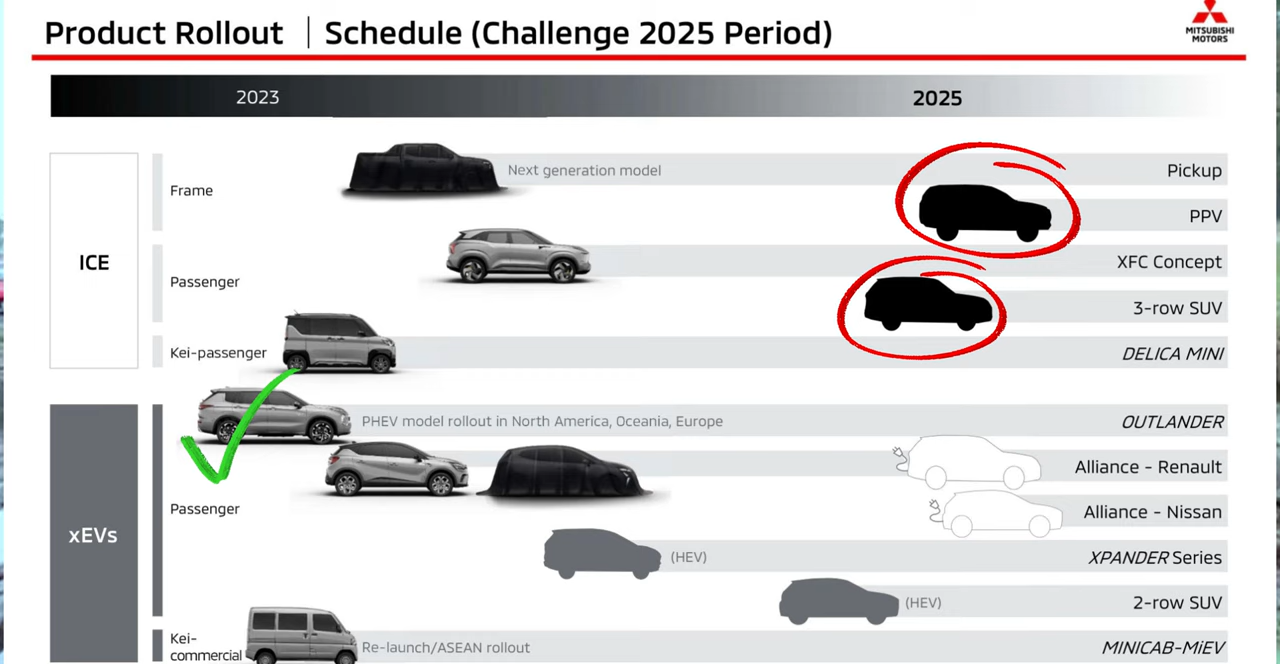 Product Rollout | Schedule (Challenge 2025 Period)
MITSUBISHI
MOTORS
2023 2025
ICE
Frame
Next generation model
Pickup
PPV
Passenger
XFC Concept
3-row SUV
Kei-passenger
DELICA MINI
xEVs
Passenger
PHEV model rollout in North America, Oceania, Europe
OUTLANDER
Alliance - Renault
Alliance - Nissan
(HEV)
XPANDER Series
(HEV)
2-row SUV
Kei-
commercial
Re-launch/ASEAN rollout
MINICAB-MiEV